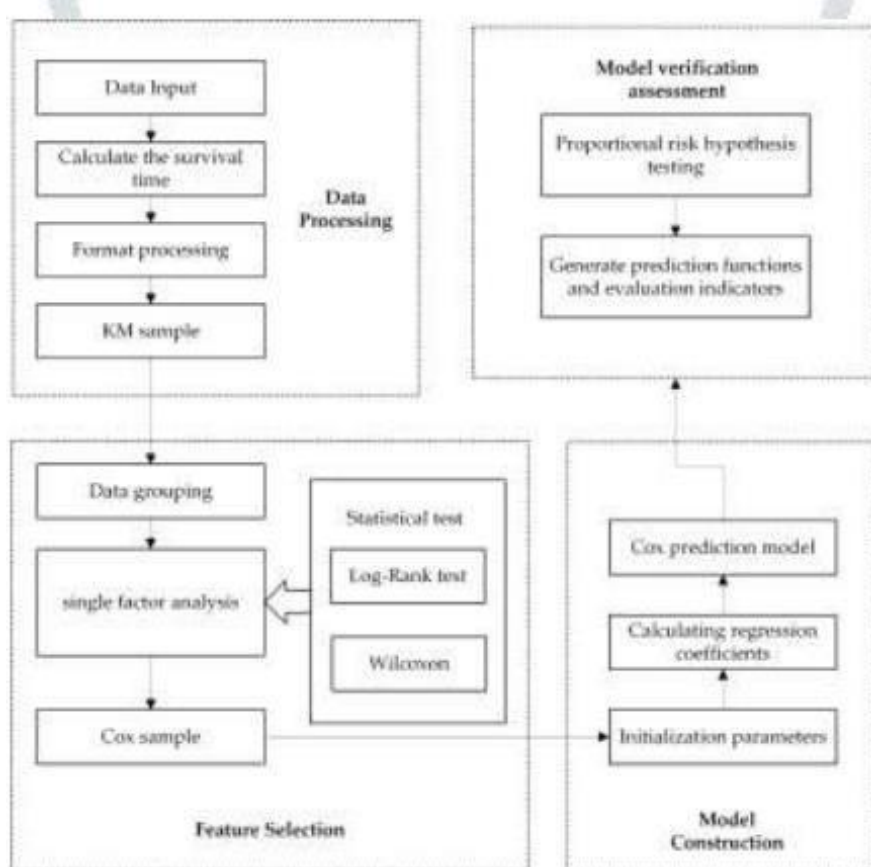 Data Input
Calculate the survival
time
Format processing
KM sample
Data
Processing
Model verification
assessment
Proportional risk hypothesis
testing
Generate prediction functions
and evaluation indicators
Data grouping
single factor analysis
Cox sample
Statistical test
Log-Rank test
Wilcovon
Feature Selection
Cox prediction model
Calculating regression
coefficients
Initialization parameters
Model
Construction